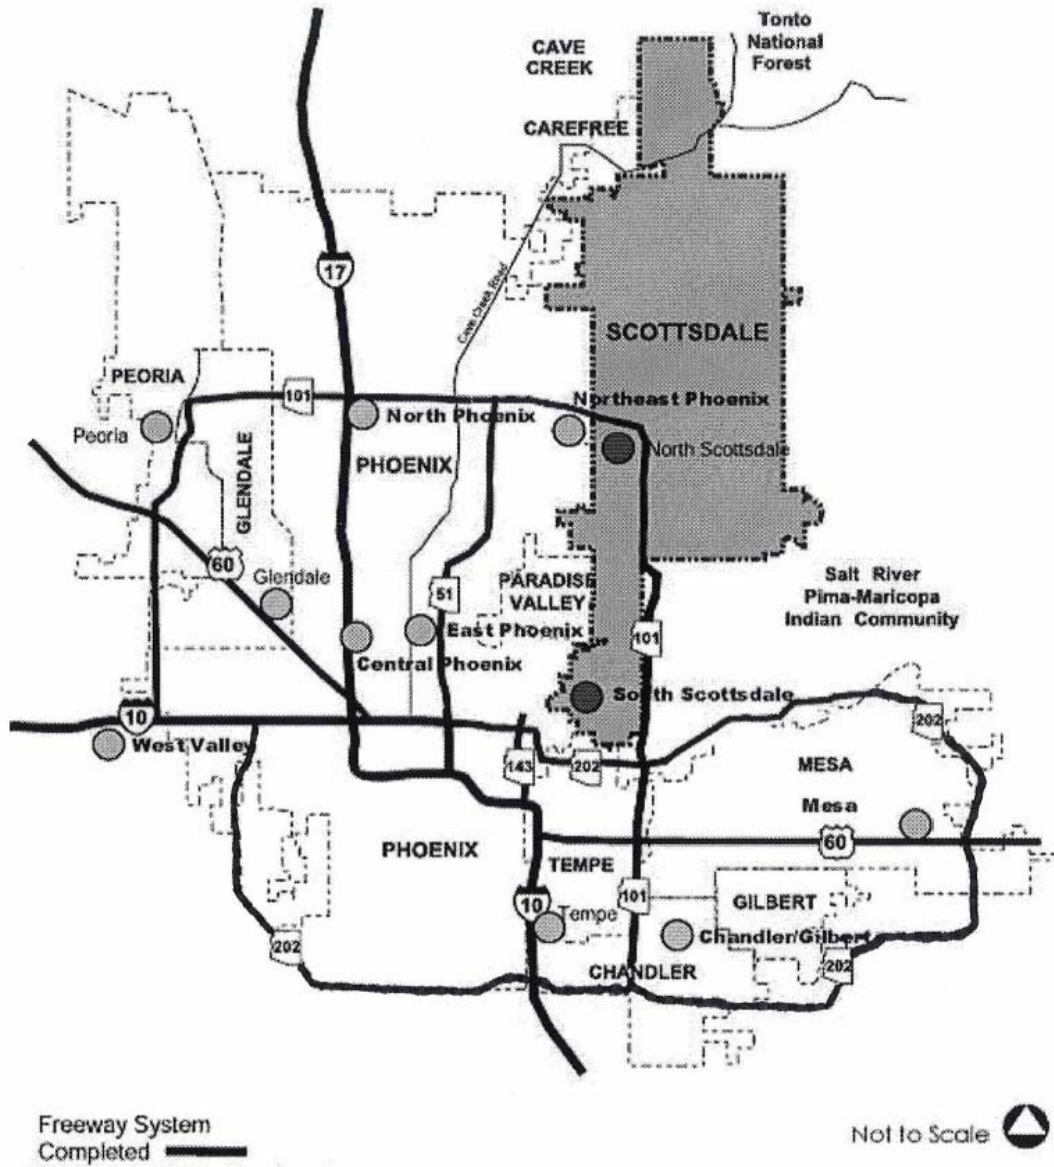 CAVE
CREEK
Tonto
National
Forest
CAREFREE
17
Cave Creek River
SCOTTSDALE
PEORIA
101
Northeast Phoenix
North Phoenix
Peoria
North Scottsdale
PHOENIX
GLENDALE
60
Glendale
51
PARADISE
VALLEY
Salt River
Pima-Maricopa
Indian Community
East Phoenix
101
Central Phoenix
South Scottsdale
10
202
West Valley
143
202
MESA
Mesa
60
PHOENIX
TEMPE
101
10
Tempe
GILBERT
Chandler/Gilbert
202
202
CHANDLER
Freeway System
Completed
Not to Scale